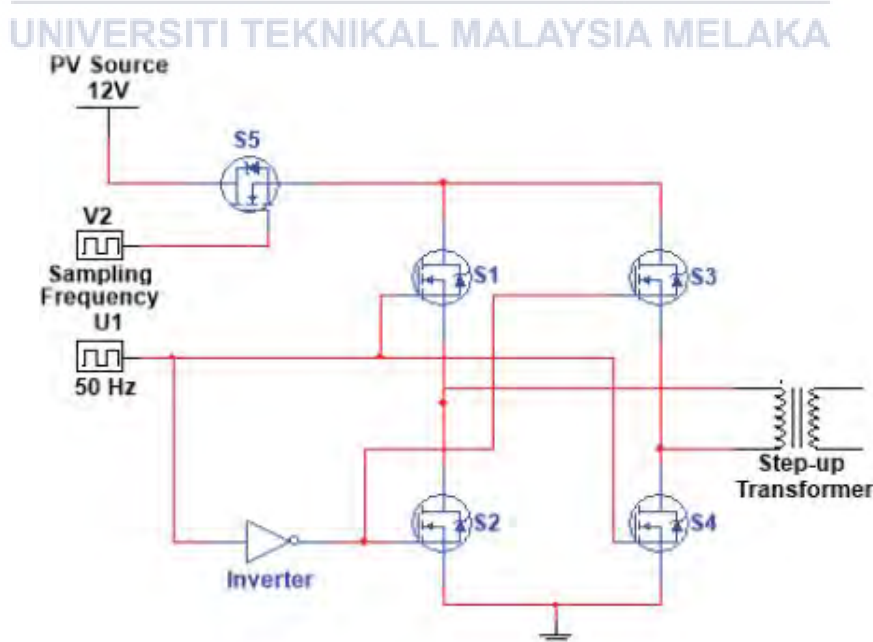 UNIVERSITI TEKNIKAL MALAYSIA MELAKA
PV Source
12V
S5
V2
Sampling
Frequency
U1
50 Hz
S1
S3
S2
S4
Inverter
Step-up
Transformer